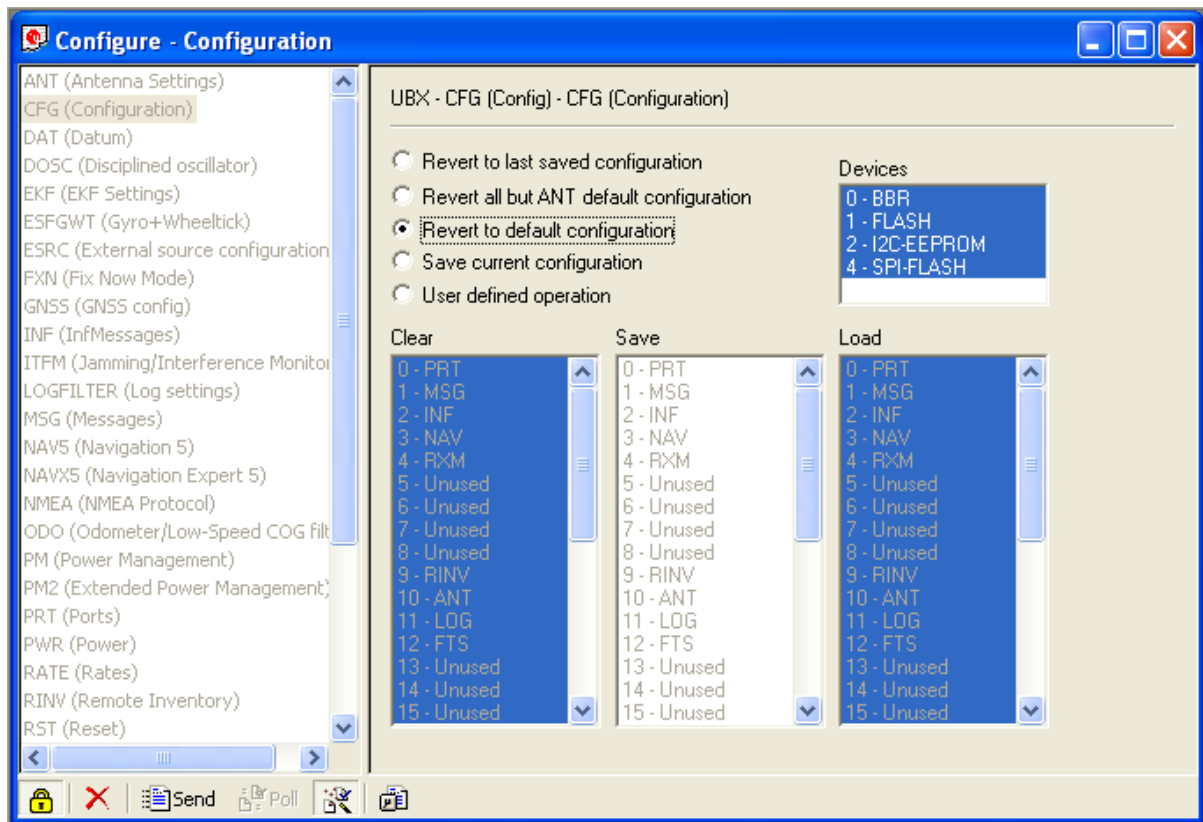 Configure - Configuration
ANT (Antenna Settings)
CFG (Configuration)
DAT (Datum)
DOSC (Disciplined oscillator)
EKF (EKF Settings)
ESFGWT (Gyro+Wheeltick)
ESRC (External source configuration
FXN (Fix Now Mode)
GNSS (GNSS config)
INF (InfMessages)
ITFM (Jamming/Interference Monitor
LOGFILTER (Log settings)
MSG (Messages)
NAV5 (Navigation 5)
NAVX5 (Navigation Expert 5)
NMEA (NMEA Protocol)
ODO (Odometer/Low-Speed COG filt
PM (Power Management)
PM2 (Extended Power Management)
PRT (Ports)
PWR (Power)
RATE (Rates)
RINV (Remote Inventory)
RST (Reset)
UBX - CFG (Config) - CFG (Configuration)
Revert to last saved configuration
Revert all but ANT default configuration
Revert to default configuration
Save current configuration
User defined operation
Devices
0 - BBR
1 - FLASH
2 - I2C-EEPROM
4 - SPI-FLASH
Clear
0 - PRT
1 - MSG
2 - INF
3 - NAV
4 - RXM
5 - Unused
6 - Unused
7 - Unused
8 - Unused
9 - RINV
10 - ANT
11 - LOG
12 - FTS
13 - Unused
14 - Unused
15 - Unused
Save
0 - PRT
1 - MSG
2 - INF
3 - NAV
4 - RXM
5 - Unused
6 - Unused
7 - Unused
8 - Unused
9 - RINV
10 - ANT
11 - LOG
12 - FTS
13 - Unused
14 - Unused
15 - Unused
Load
0 - PRT
1 - MSG
2 - INF
3 - NAV
4 - RXM
5 - Unused
6 - Unused
7 - Unused
8 - Unused
9 - RINV
10 - ANT
11 - LOG
12 - FTS
13 - Unused
14 - Unused
15 - Unused
Send Poll